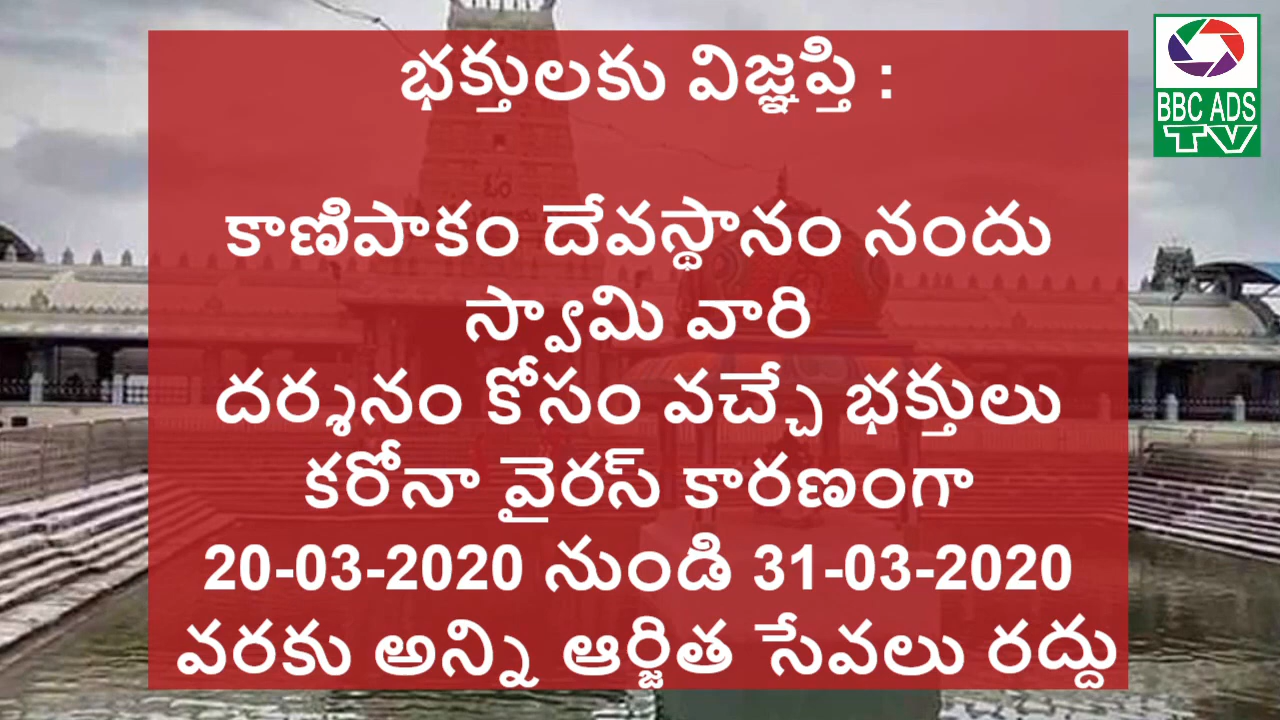 భక్తులకు విజ్ఞప్తి :
కాణిపాకం దేవస్థానం నందు
స్వామి వారి
దర్శనం కోసం వచ్చే భక్తులు
కరోనా వైరస్ కారణంగా
20-03-2020 నుండి 31-03-2020
వరకు అన్ని ఆర్జిత సేవలు రద్దు
BBC ADS
TV
ఓం